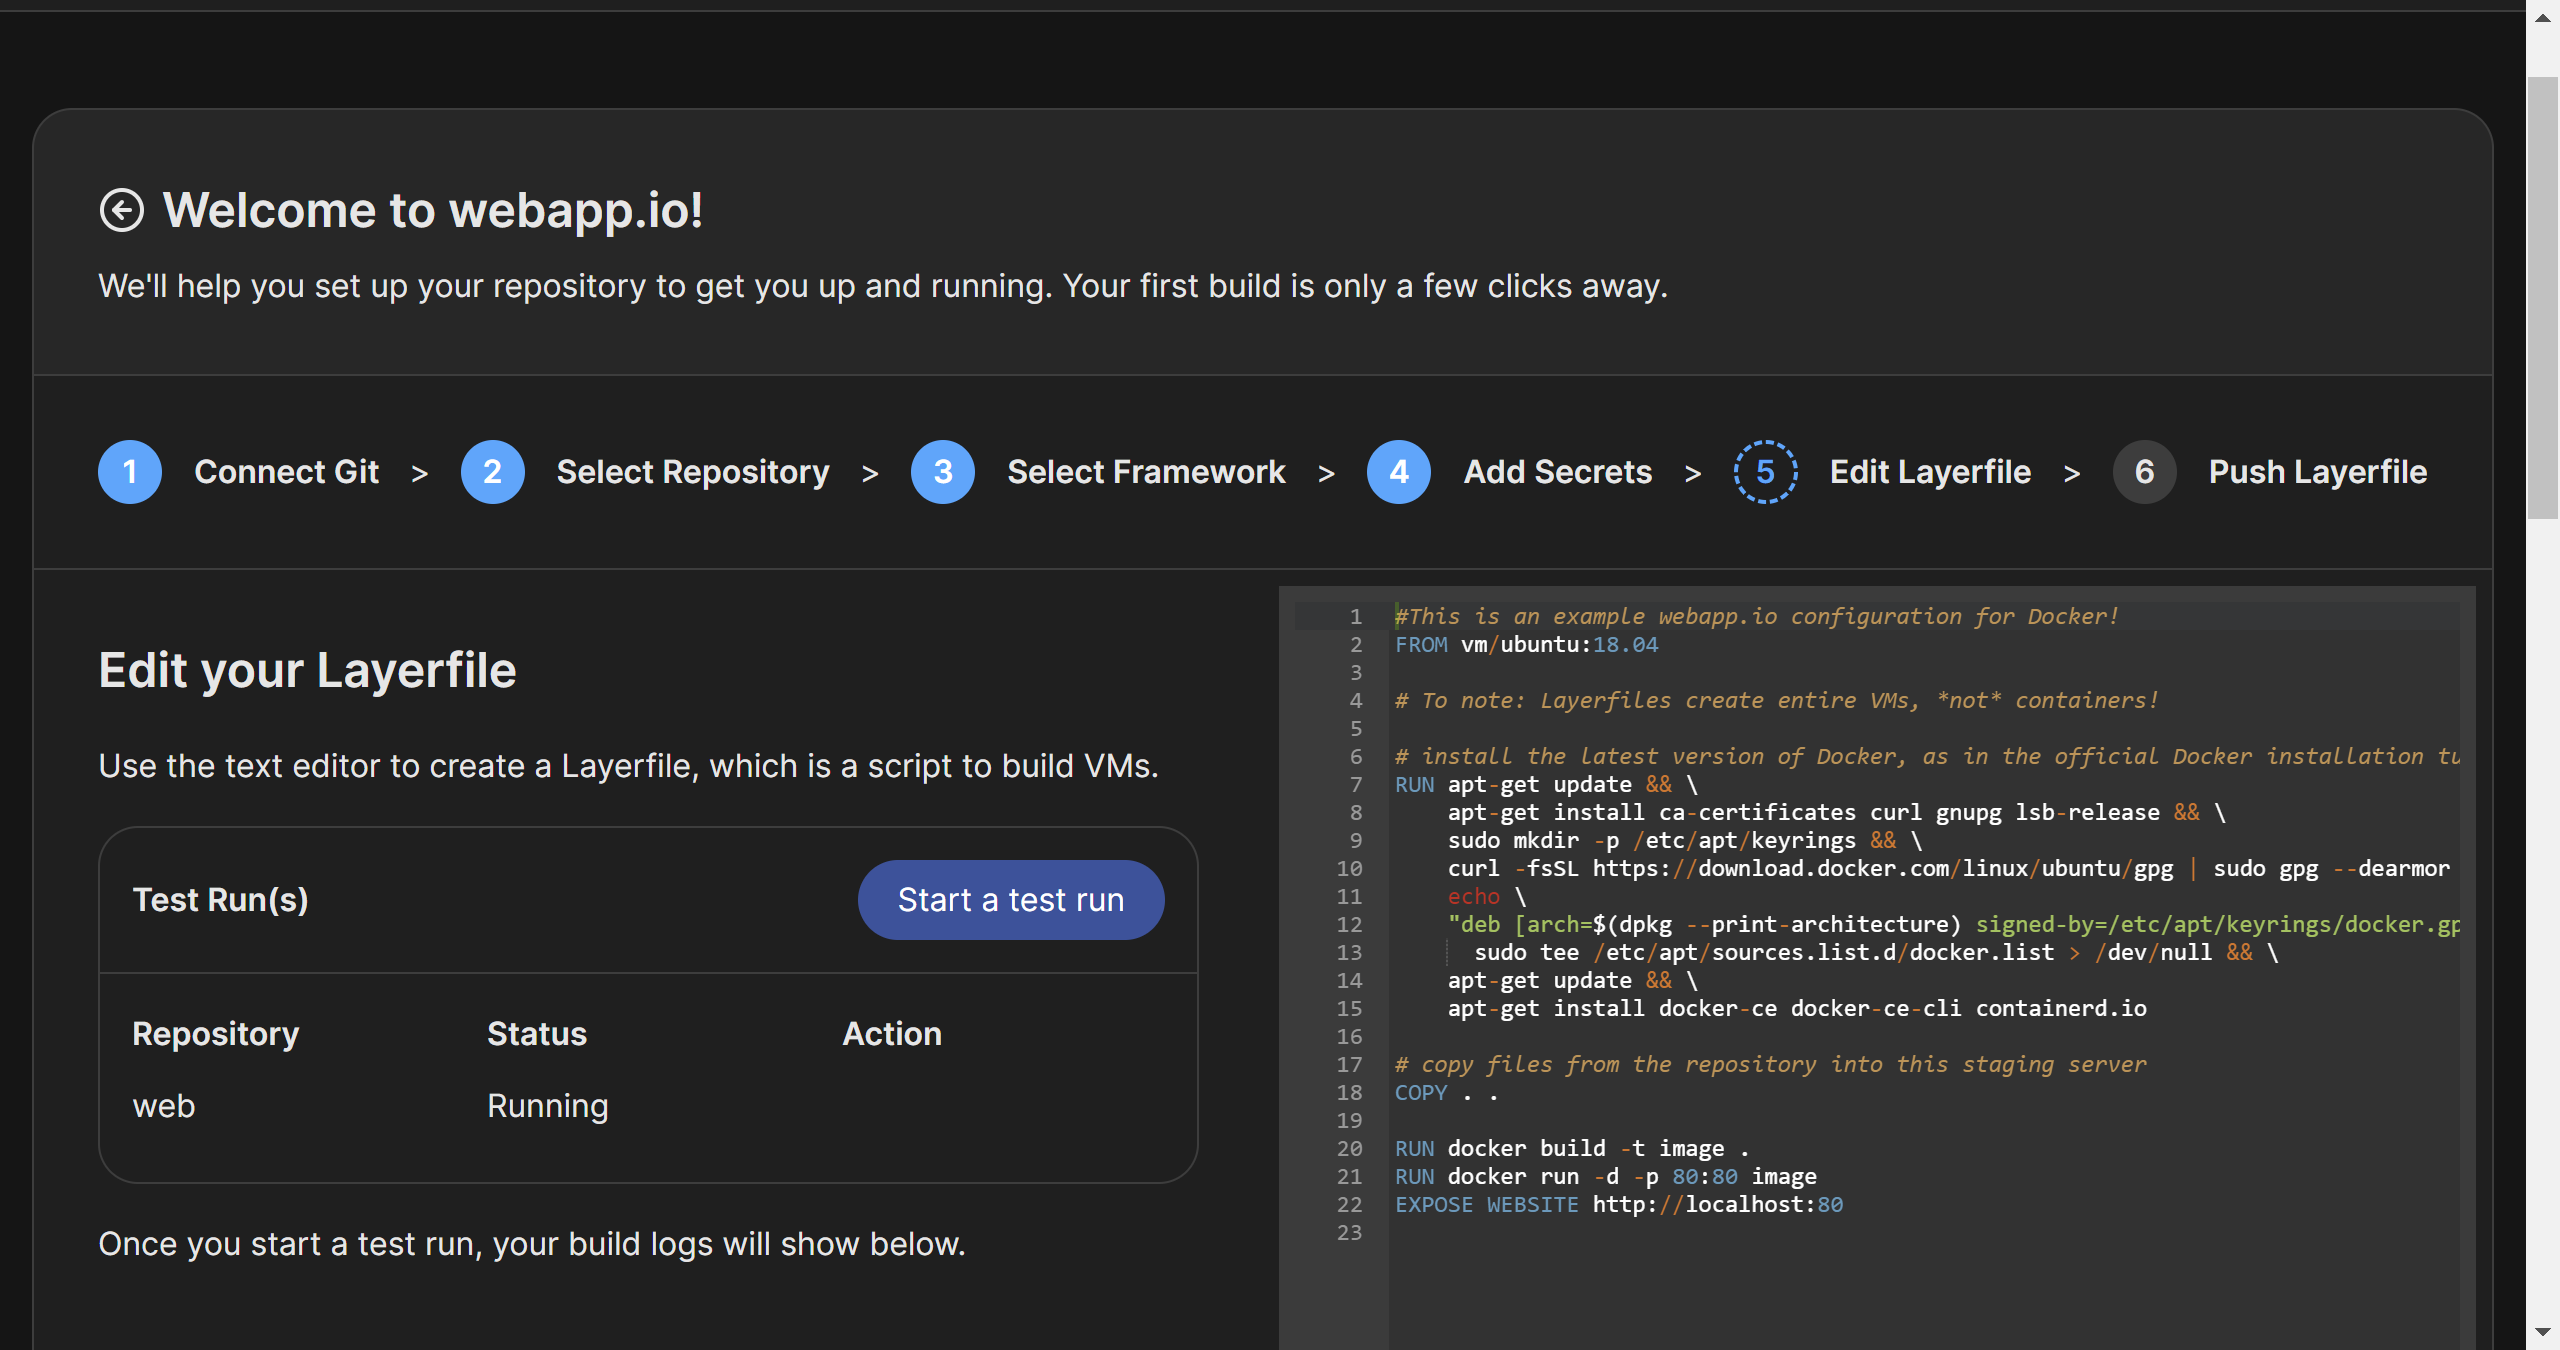 Welcome to webapp.io!
We'll help you set up your repository to get you up and running. Your first build is only a few clicks away.
1 Connect Git > 2 Select Repository > 3 Select Framework > 4 Add Secrets > 5 Edit Layerfile > 6 Push Layerfile
Edit your Layerfile
Use the text editor to create a Layerfile, which is a script to build VMs.
Test Run(s)
Start a test run
Repository Status Action
web Running
Once you start a test run, your build logs will show below.
1 #This is an example webapp.io configuration for Docker!
2 FROM vm/ubuntu:18.04
3
4 # To note: Layerfiles create entire VMs, *not* containers!
5
6 # install the latest version of Docker, as in the official Docker installation
7 RUN apt-get update && \
8 apt-get install ca-certificates curl gnupg lsb-release && \
9 sudo mkdir -p /etc/apt/keyrings && \
10 curl -fsSL https://download.docker.com/linux/ubuntu/gpg | sudo gpg --dearmor
11 echo \
12 "deb [arch=$(dpkg --print-architecture) signed-by=/etc/apt/keyrings/docker.gp
13 sudo tee /etc/apt/sources.list.d/docker.list > /dev/null && \
14 apt-get update && \
15 apt-get install docker-ce docker-ce-cli containerd.io
16
17 # copy files from the repository into this staging server
18 COPY . .
19
20 RUN docker build -t image .
21 RUN docker run -d -p 80:80 image
22 EXPOSE WEBSITE http://localhost:80
23